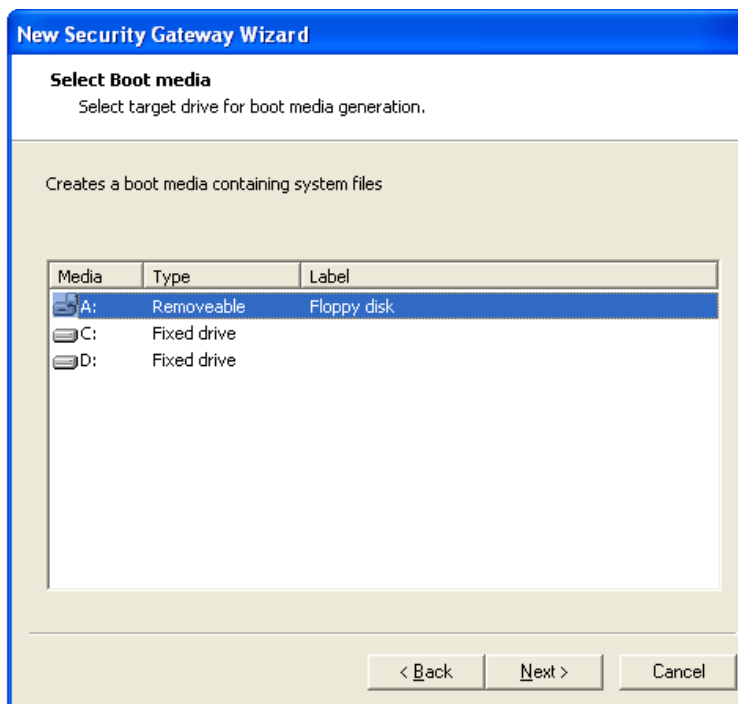 New Security Gateway Wizard
Select Boot media
Select target drive for boot media generation.
Creates a boot media containing system files
Media Type Label
A: Removeable Floppy disk
C: Fixed drive
D: Fixed drive
< Back Next > Cancel